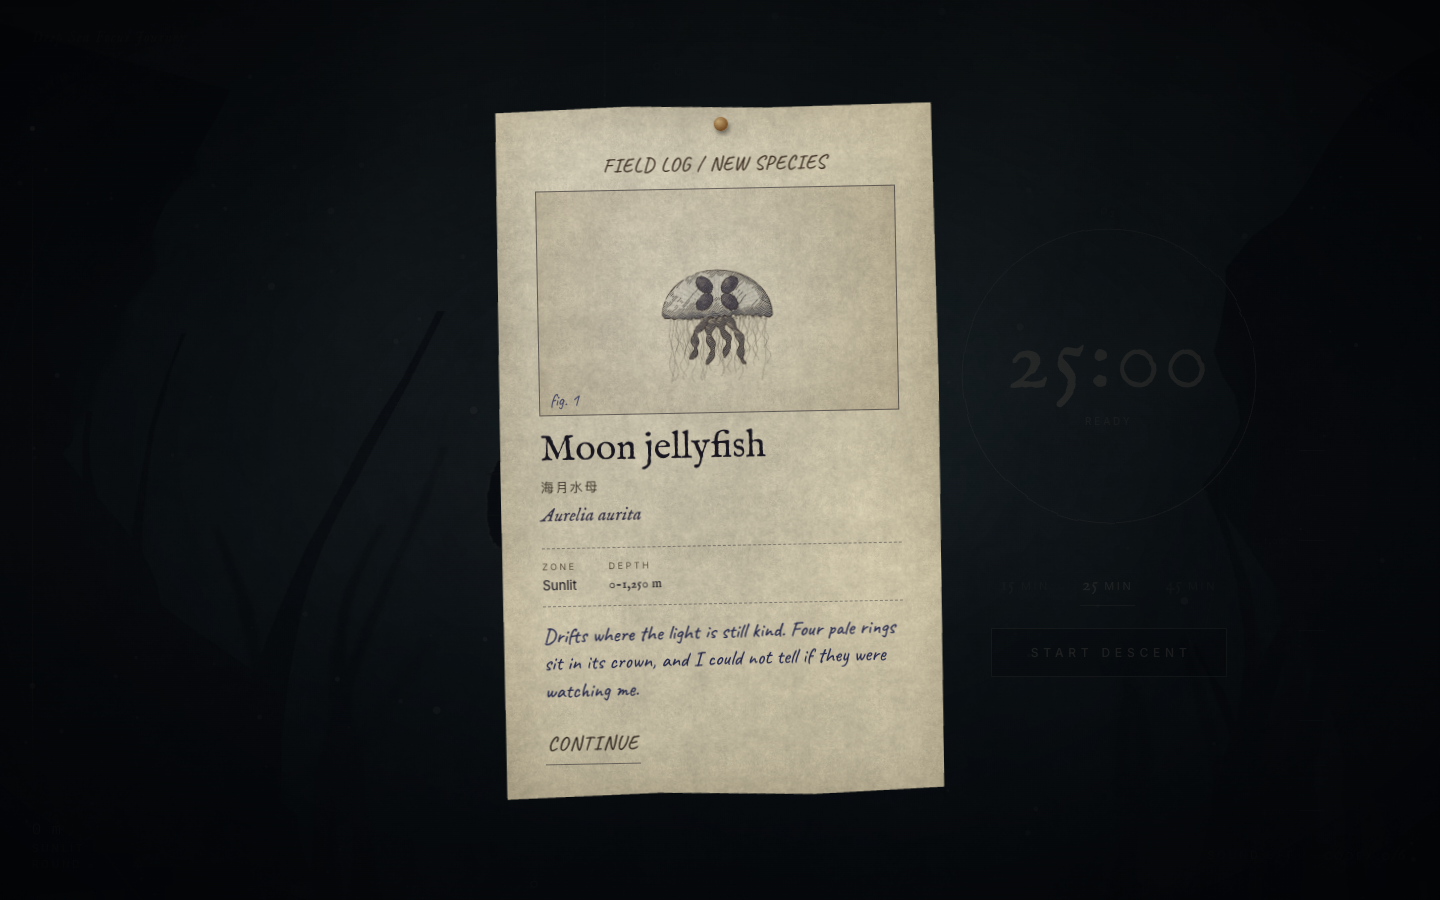 FIELD LOG / NEW SPECIES
fig. 1
Moon jellyfish
海月水母
Aurelia aurita
ZONE
DEPTH
Sunlit
0-1,250 m
Drifts where the light is still kind. Four pale rings
sit in its crown, and I could not tell if they were
watching me.
CONTINUE
25:00
READY
25 MIN
START DESCENT